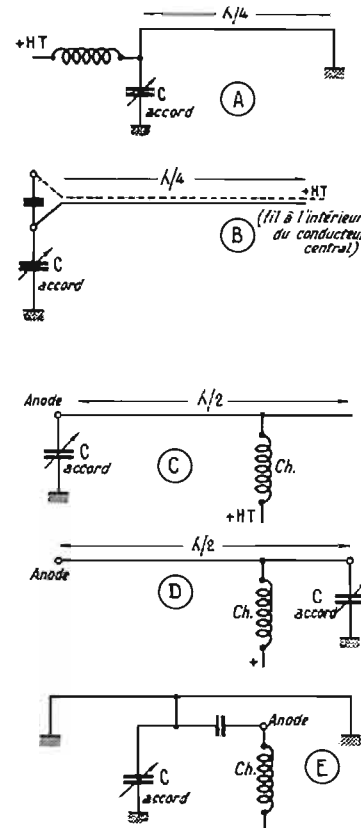 λ/4
+HT
C
accord
A
λ/4
+HT
B
(fil à l'intérieur
du conducteur
central)
C
accord
λ/2
Anode
C
accord
C
Ch.
+HT
λ/2
Anode
D
Ch.
C
accord
+
Anode
C
accord
Ch.
E